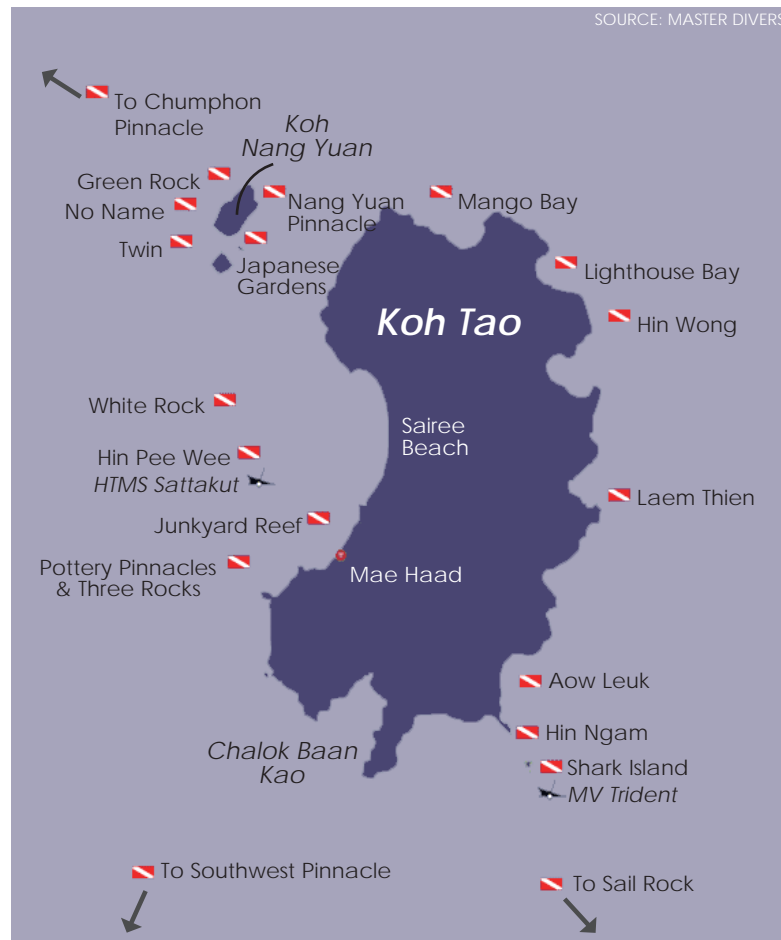 SOURCE: MASTER DIVERS
To Chumphon
Pinnacle
Koh
Nang Yuan
Green Rock
No Name
Nang Yuan
Pinnacle
Mango Bay
Twin
Japanese
Gardens
Lighthouse Bay
Koh Tao
Hin Wong
White Rock
Sairee
Beach
Hin Pee Wee
HTMS Sattakut
Laem Thien
Junkyard Reef
Pottery Pinnacles
& Three Rocks
Mae Haad
Aow Leuk
Hin Ngam
Chalok Baan
Kao
Shark Island
MV Trident
To Southwest Pinnacle
To Sail Rock